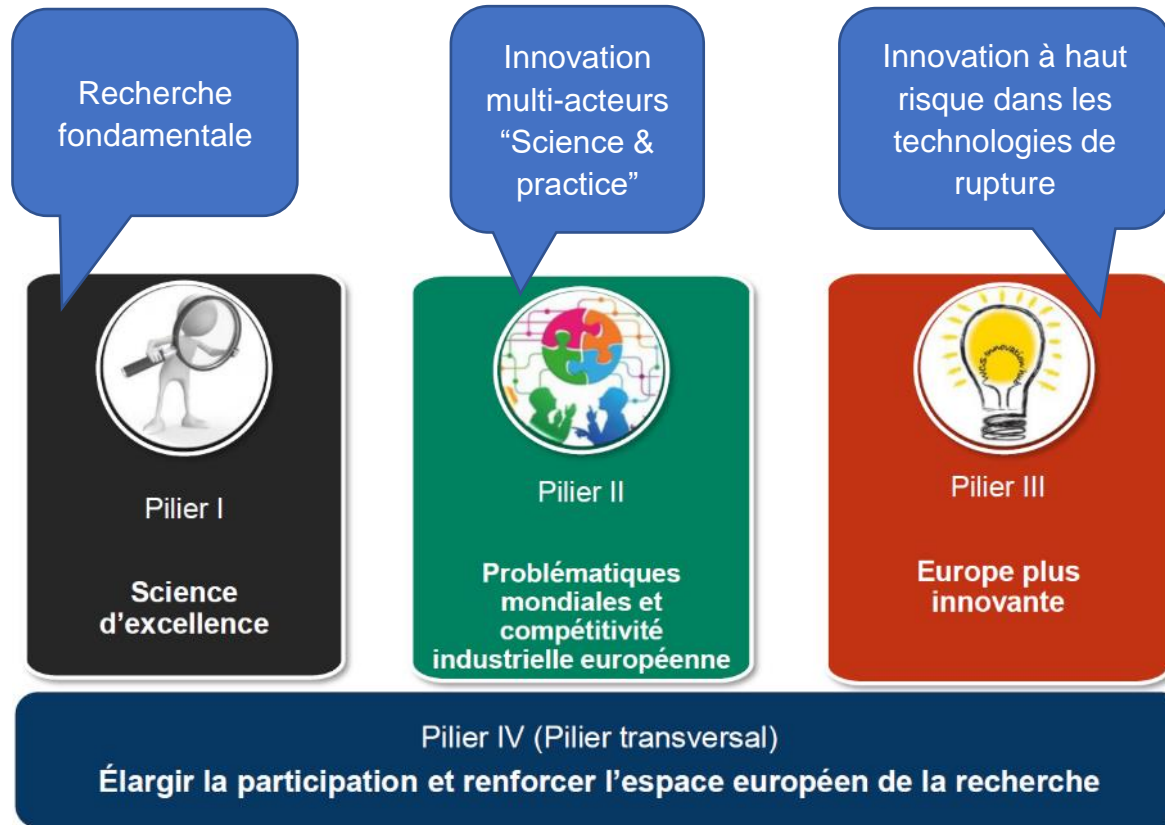 Recherche
fondamentale
Innovation
multi-acteurs
“Science &
practice”
Innovation à haut
risque dans les
technologies de
rupture
Pilier I
Science
d’excellence
Pilier II
Problématiques
mondiales et
compétitivité
industrielle européenne
Pilier III
Europe plus
innovante
Pilier IV (Pilier transversal)
Élargir la participation et renforcer l’espace européen de la recherche